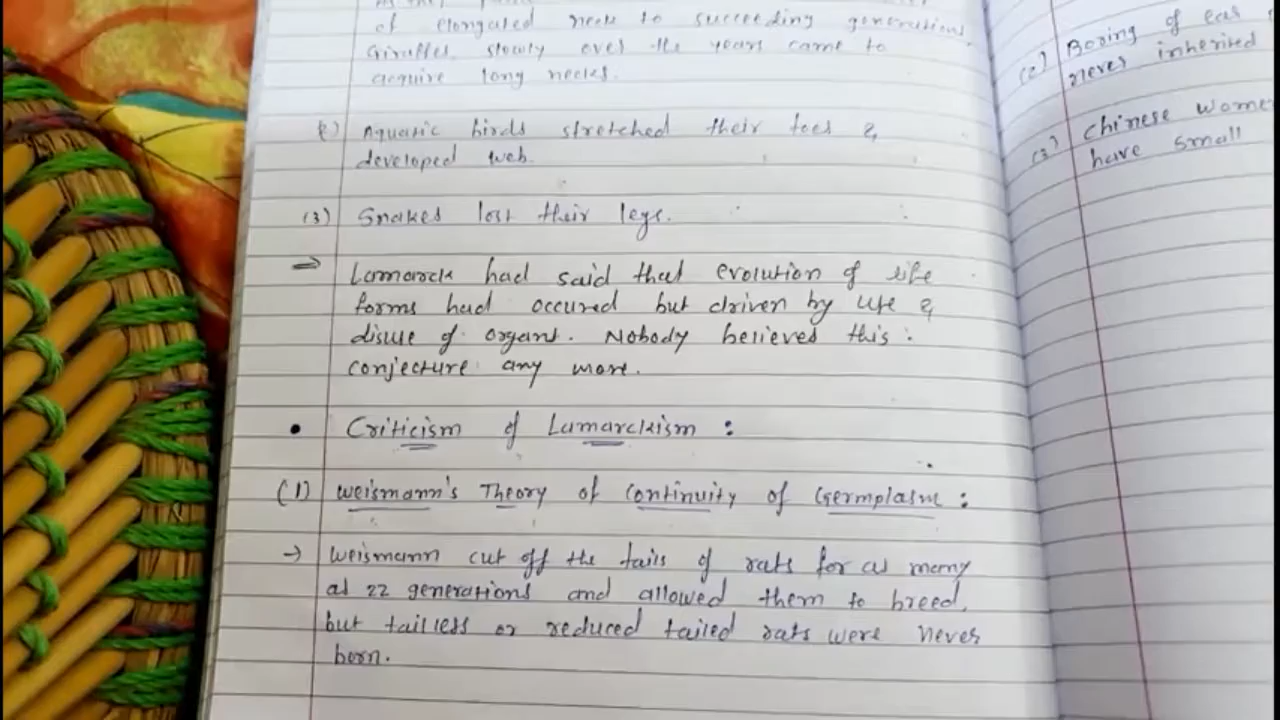 of elongated neck to succeeding generations.
Giraffes, slowly over the years came to
acquire long necks.
Aquatic birds stretched their toes &
developed web.
(3) Snakes lost their legs.
⇒ Lamarck had said that evolution of life
forms had occured but driven by use &
disuse of organs. Nobody believes this
conjecture any more.
• Criticism of Lamarckism :
(1) Weismann's Theory of Continuity of Germplasm :
→ Weismann cut off the tails of rats for as many
as 22 generations and allowed them to breed,
but tailless or reduced tailed rats were never
born.
(2) Boring of ear
never inherited
(3) Chinese wome
have small